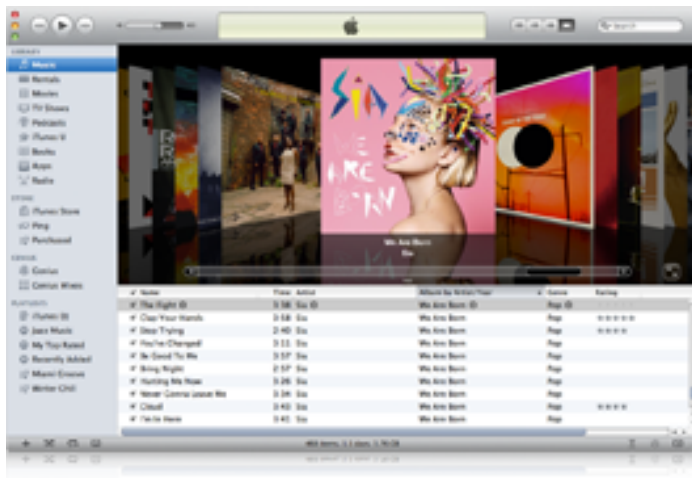 Search
LIBRARY
Music
Rentals
Movies
TV Shows
Podcasts
iTunes U
Books
Apps
Radio
STORE
iTunes Store
Ping
Purchased
GENIUS
Genius
Genius Mixes
PLAYLISTS
iTunes DJ
Jazz Music
My Top Rated
Recently Added
Miami Groove
Winter Chill
Sia
WE
ARE
BORN
We Are Born
Sia
Name Time Artist Album by Artist/Year Genre Rating
The Fight 3:38 Sia We Are Born Pop
Clap Your Hands 3:58 Sia We Are Born Pop
Stop Trying 2:40 Sia We Are Born Pop
You've Changed 3:11 Sia We Are Born Pop
Be Good To Me 3:37 Sia We Are Born Pop
Bring Night 2:57 Sia We Are Born Pop
Hurting Me Now 3:26 Sia We Are Born Pop
Never Gonna Leave Me 3:34 Sia We Are Born Pop
Cloud 3:43 Sia We Are Born Pop
I'm In Here 3:41 Sia We Are Born Pop